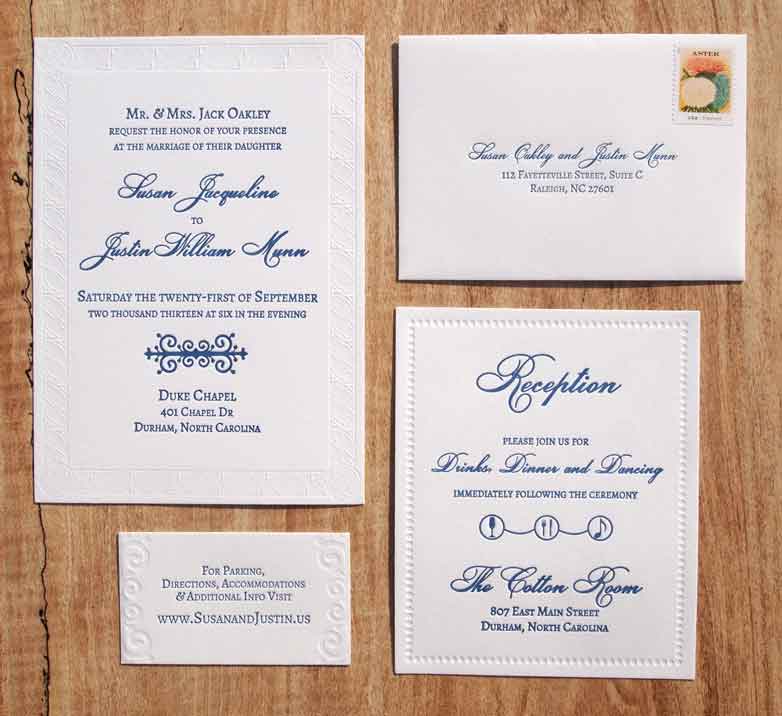 Mr. & Mrs. Jack Oakley
request the honor of your presence
at the marriage of their daughter
Susan Jacqueline
to
Justin William Munn
Saturday the twenty-first of September
two thousand thirteen at six in the evening
Duke Chapel
401 Chapel Dr
Durham, North Carolina
For Parking,
Directions, Accommodations
& Additional Info Visit
www.SusanandJustin.us
ASTER
Susan Oakley and Justin Munn
112 Fayetteville Street, Suite C
Raleigh, NC 27601
Reception
please join us for
Drinks, Dinner and Dancing
immediately following the ceremony
The Cotton Room
807 East Main Street
Durham, North Carolina